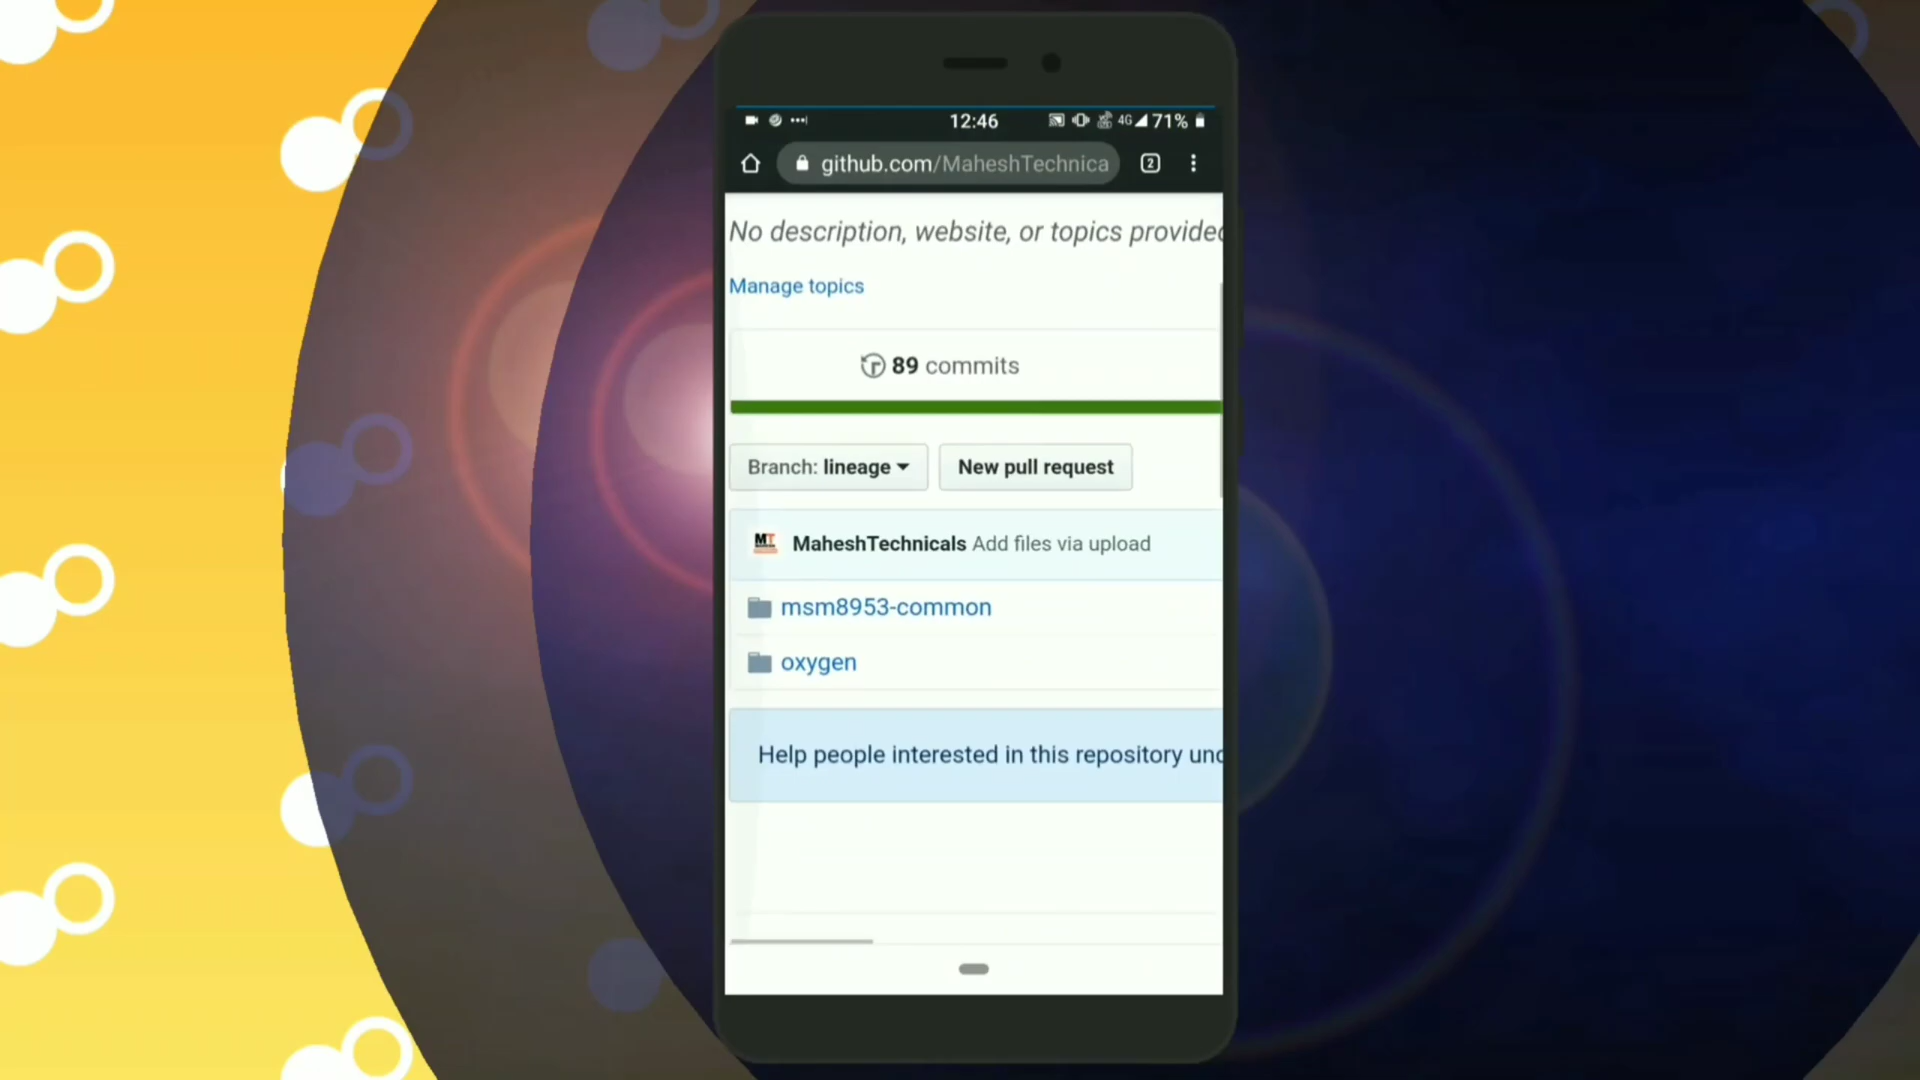 12:46
4G 71%
github.com/MaheshTechnica
2
No description, website, or topics provided
Manage topics
89 commits
Branch: lineage
New pull request
MT
MaheshTechnicals Add files via upload
msm8953-common
oxygen
Help people interested in this repository und